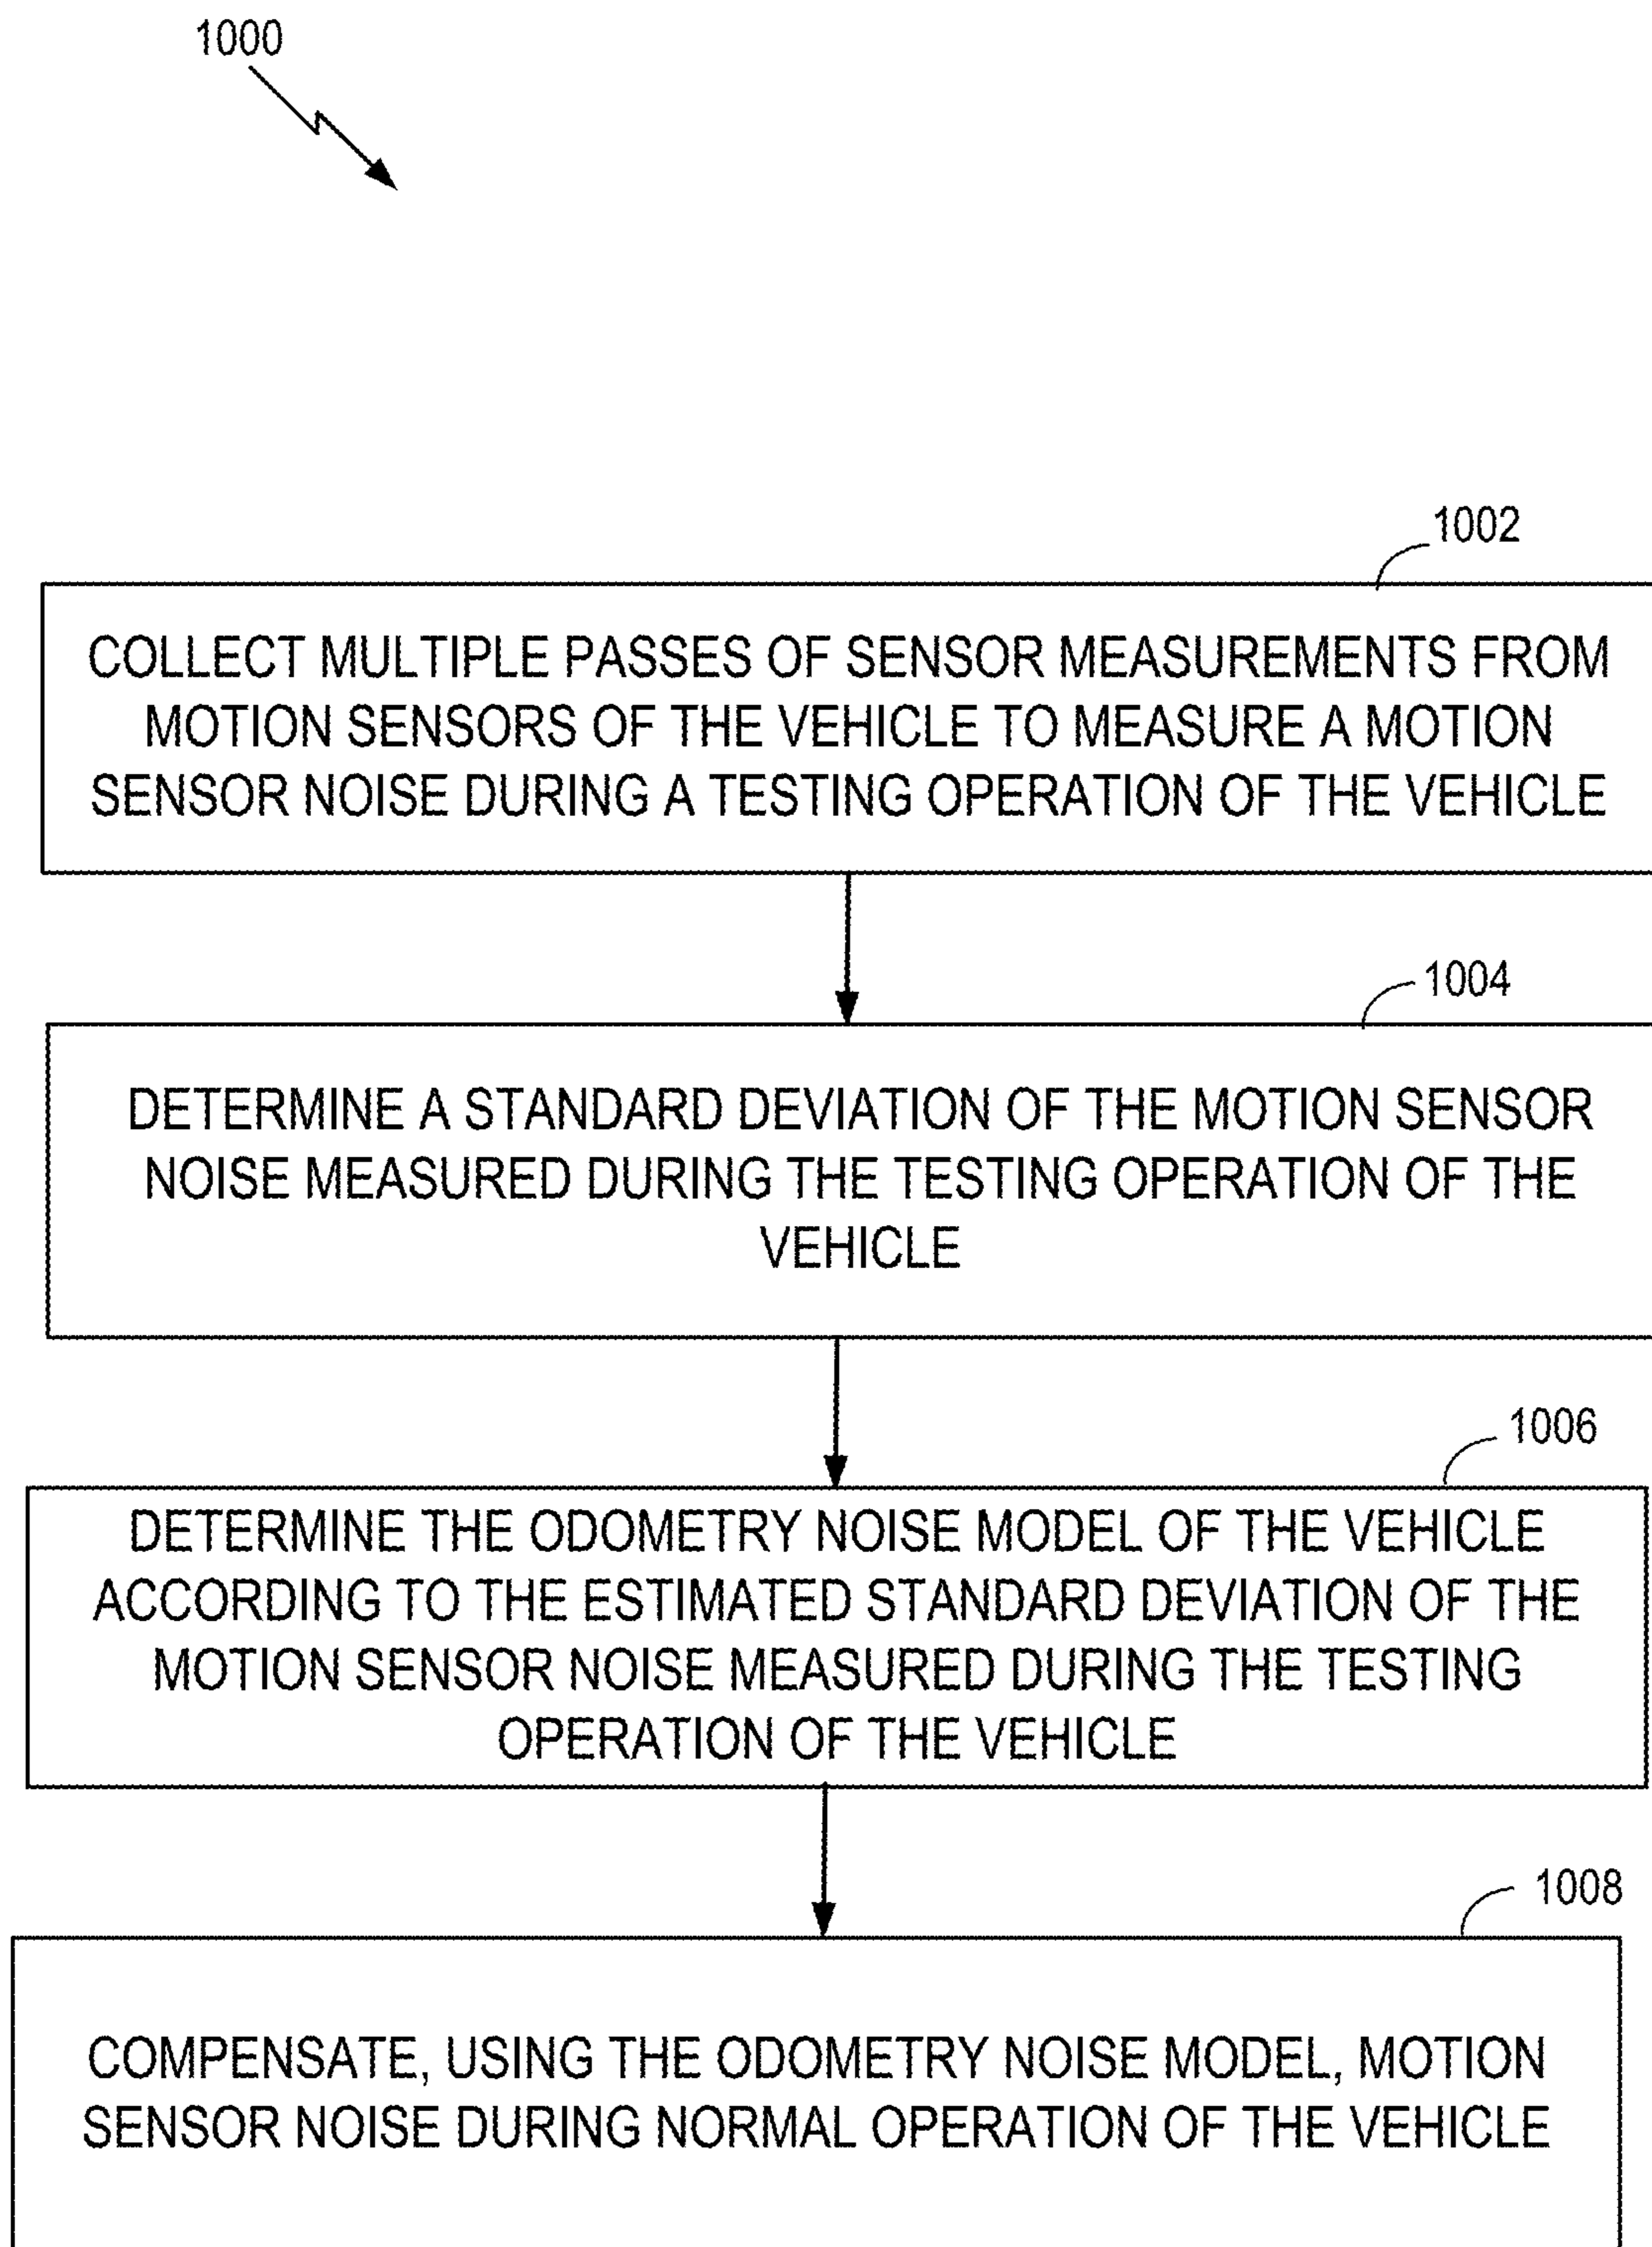 1000
1002
COLLECT MULTIPLE PASSES OF SENSOR MEASUREMENTS FROM
MOTION SENSORS OF THE VEHICLE TO MEASURE A MOTION
SENSOR NOISE DURING A TESTING OPERATION OF THE VEHICLE
1004
DETERMINE A STANDARD DEVIATION OF THE MOTION SENSOR
NOISE MEASURED DURING THE TESTING OPERATION OF THE
VEHICLE
1006
DETERMINE THE ODOMETRY NOISE MODEL OF THE VEHICLE
ACCORDING TO THE ESTIMATED STANDARD DEVIATION OF THE
MOTION SENSOR NOISE MEASURED DURING THE TESTING
OPERATION OF THE VEHICLE
1008
COMPENSATE, USING THE ODOMETRY NOISE MODEL, MOTION
SENSOR NOISE DURING NORMAL OPERATION OF THE VEHICLE